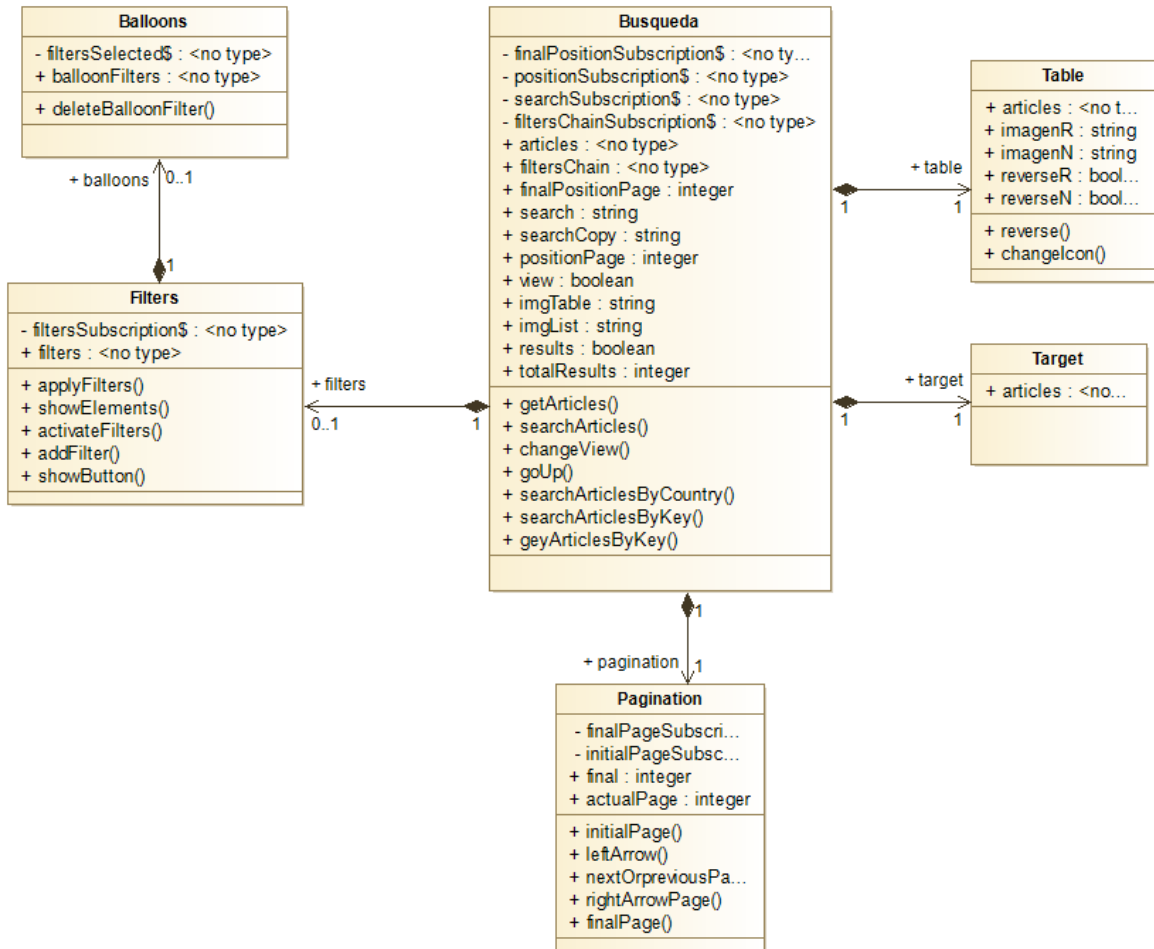 Balloons
- filtersSelected$ : <no type>
+ balloonFilters : <no type>
+ deleteBalloonFilter()
+ balloons
0..1
1
Filters
- filtersSubscription$ : <no type>
+ filters : <no type>
+ applyFilters()
+ showElements()
+ activateFilters()
+ addFilter()
+ showButton()
+ filters
0..1
1
Busqueda
- finalPositionSubscription$ : <no ty...
- positionSubscription$ : <no type>
- searchSubscription$ : <no type>
- filtersChainSubscription$ : <no type>
+ articles : <no type>
+ filtersChain : <no type>
+ finalPositionPage : integer
+ search : string
+ searchCopy : string
+ positionPage : integer
+ view : boolean
+ imgTable : string
+ imgList : string
+ results : boolean
+ totalResults : integer
+ getArticles()
+ searchArticles()
+ changeView()
+ goUp()
+ searchArticlesByCountry()
+ searchArticlesByKey()
+ geyArticlesByKey()
+ table
1
1
Table
+ articles : <no t...
+ imagenR : string
+ imagenN : string
+ reverseR : bool...
+ reverseN : bool...
+ reverse()
+ changeIcon()
+ target
1
1
Target
+ articles : <no...
1
+ pagination
1
Pagination
- finalPageSubscri...
- initialPageSubsc...
+ final : integer
+ actualPage : integer
+ initialPage()
+ leftArrow()
+ nextOrpreviousPa...
+ rightArrowPage()
+ finalPage()